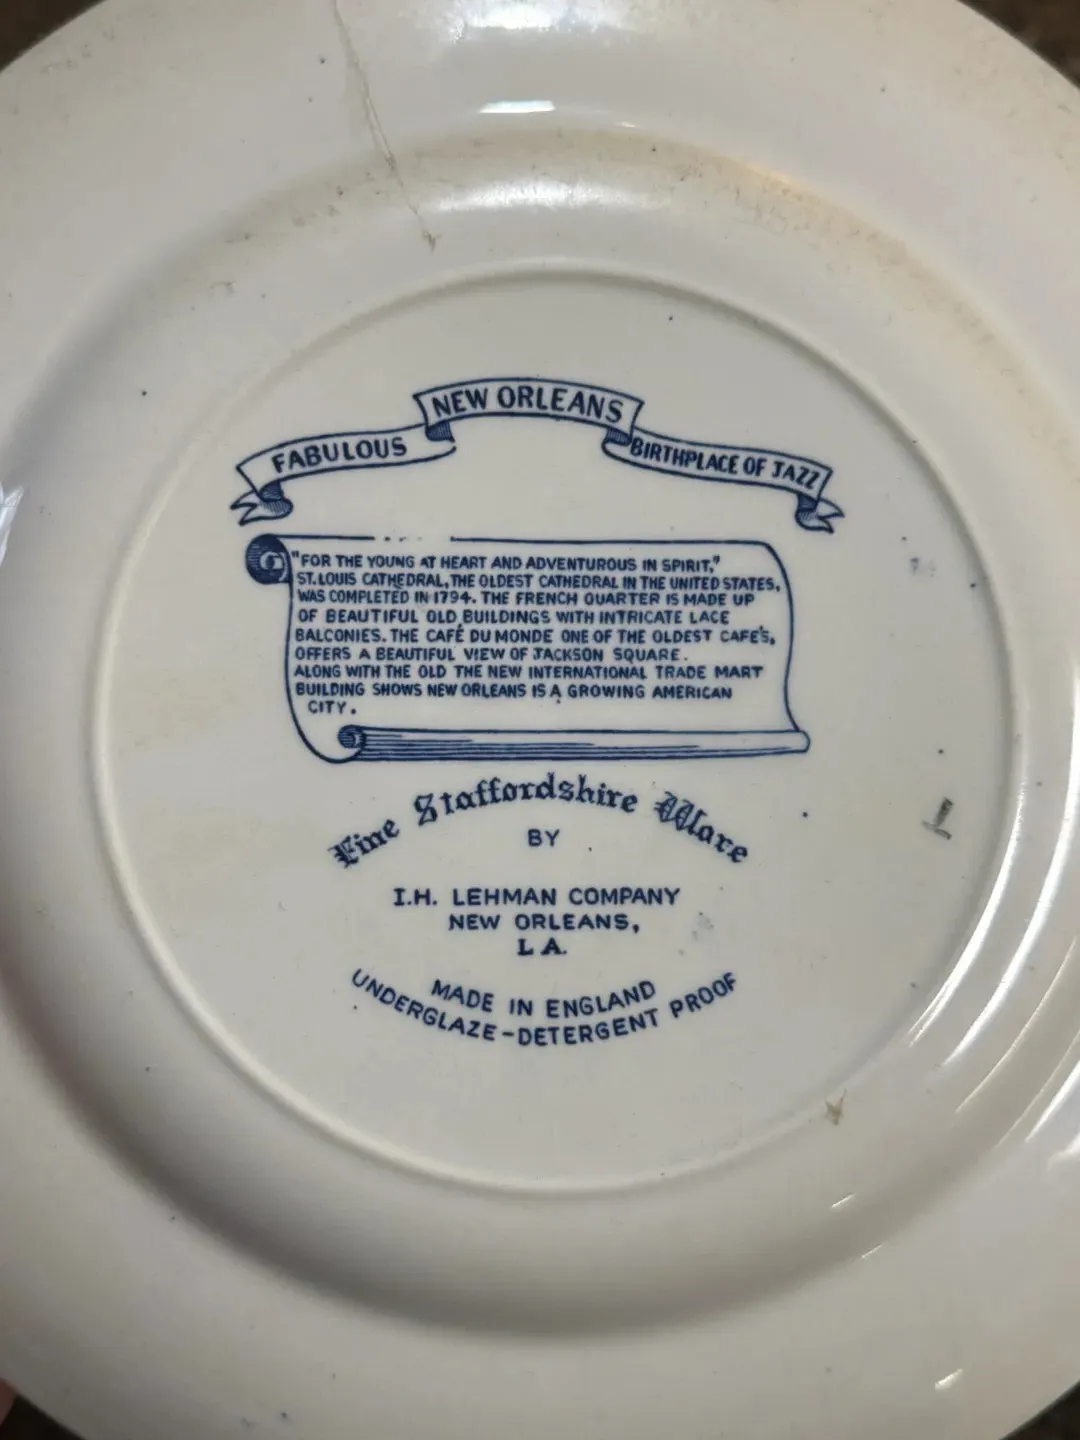 FABULOUS NEW ORLEANS BIRTHPLACE OF JAZZ
"FOR THE YOUNG AT HEART AND ADVENTUROUS IN SPIRIT,"
ST. LOUIS CATHEDRAL, THE OLDEST CATHEDRAL IN THE UNITED STATES,
WAS COMPLETED IN 1794. THE FRENCH QUARTER IS MADE UP
OF BEAUTIFUL OLD BUILDINGS WITH INTRICATE LACE
BALCONIES. THE CAFÉ DU MONDE ONE OF THE OLDEST CAFE'S,
OFFERS A BEAUTIFUL VIEW OF JACKSON SQUARE.
ALONG WITH THE OLD THE NEW INTERNATIONAL TRADE MART
BUILDING SHOWS NEW ORLEANS IS A GROWING AMERICAN
CITY.
Fine Staffordshire Ware
BY
I.H. LEHMAN COMPANY
NEW ORLEANS,
LA.
MADE IN ENGLAND
UNDERGLAZE-DETERGENT PROOF